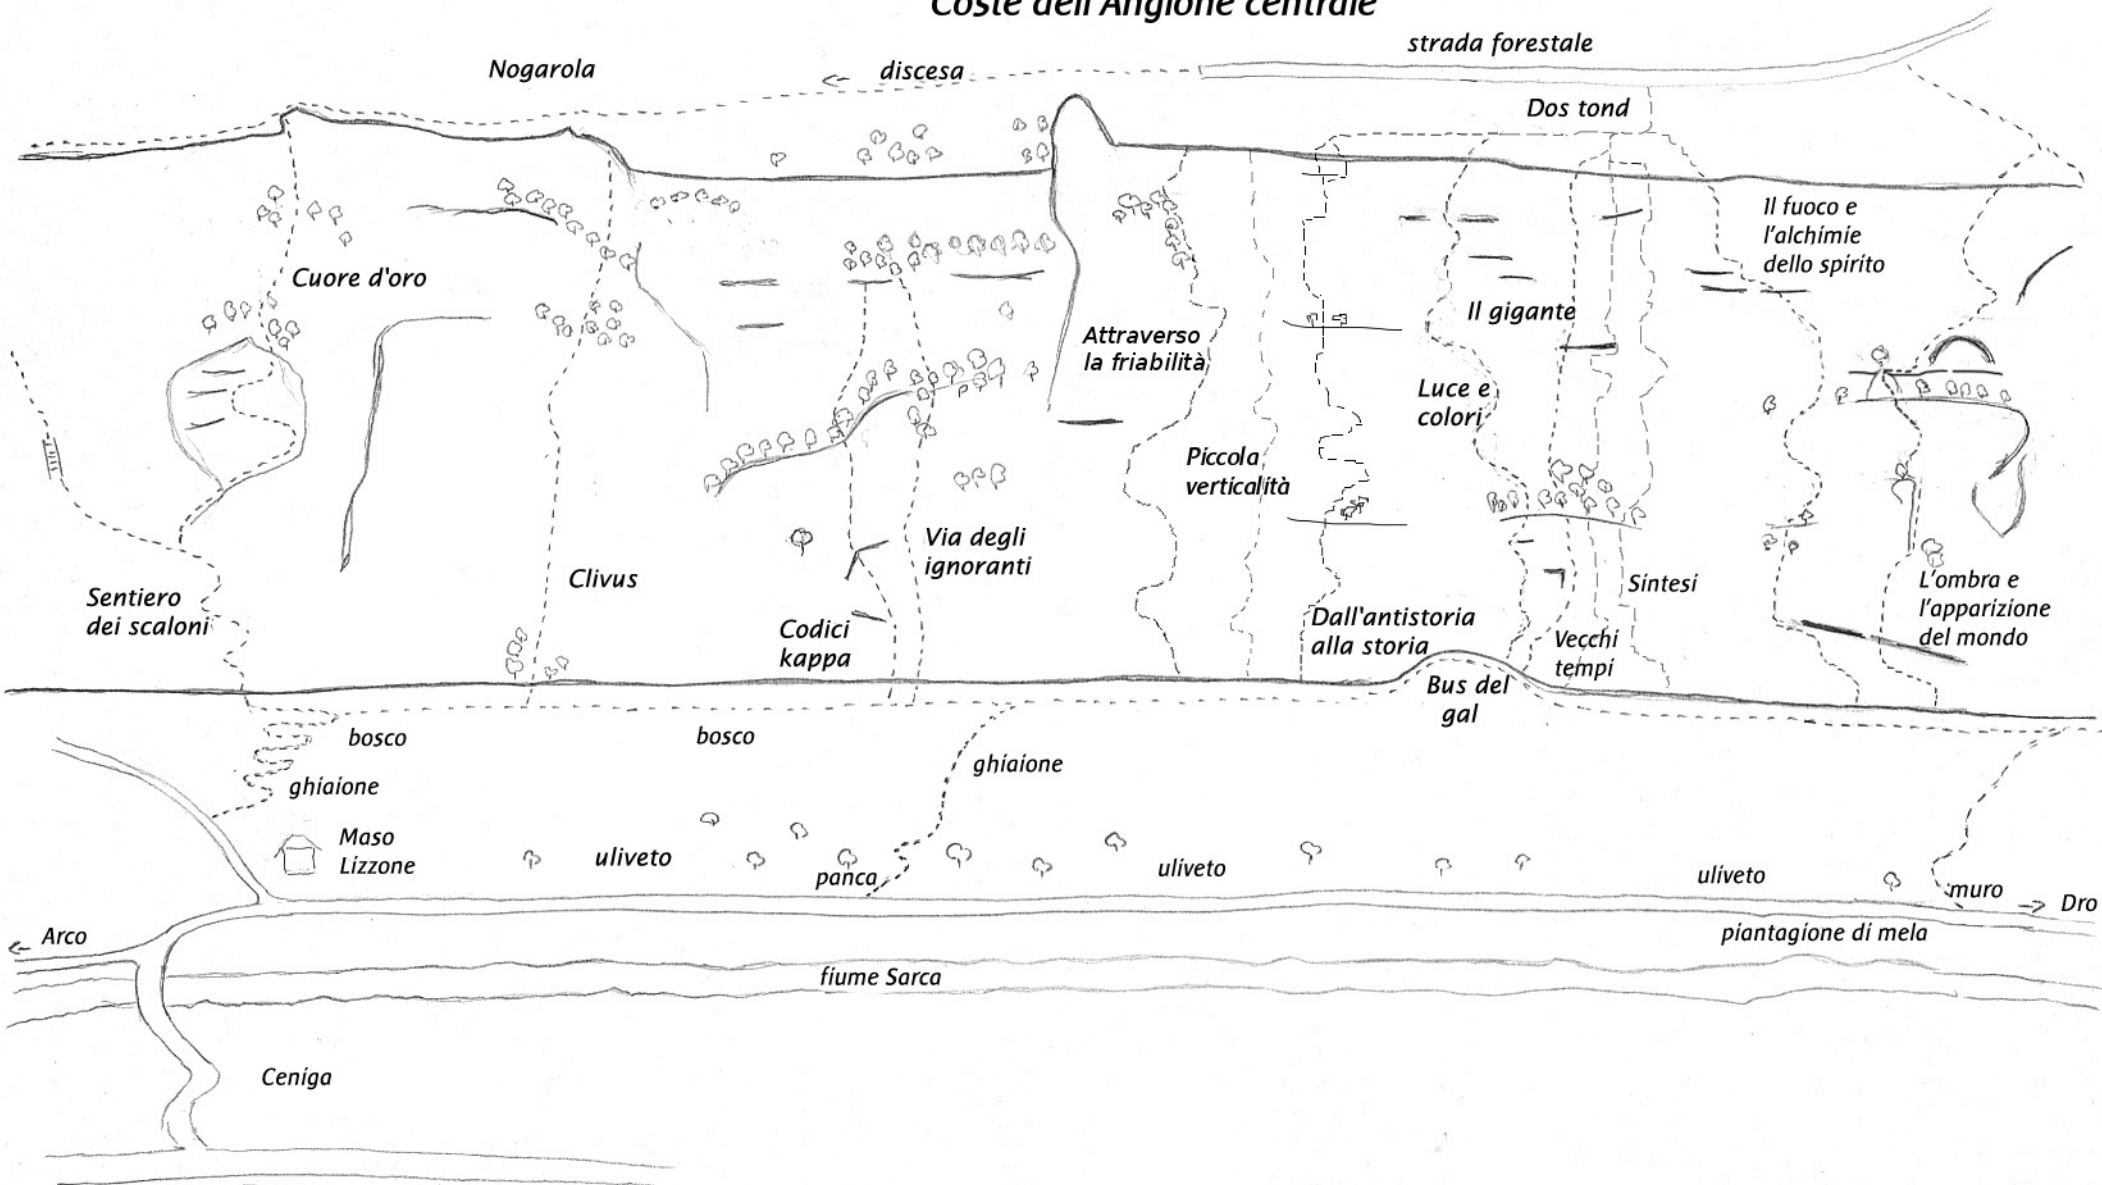 Coste dell'Anglone centrale
strada forestale
Nogarola
discesa
Dos tond
Il fuoco e
l'alchimie
dello spirito
Cuore d'oro
Il gigante
Attraverso
la friabilità
Luce e
colori
Piccola
verticalità
Via degli
ignoranti
Clivus
Sintesi
L'ombra e
l'apparizione
del mondo
Sentiero
dei scaloni
Dall'antistoria
alla storia
Codici
kappa
Vecchi
tempi
Bus del
gal
bosco
bosco
ghiaione
ghiaione
Maso
Lizzone
uliveto
panca
uliveto
uliveto
muro
Dro
Arco
piantagione di mela
fiume Sarca
Ceniga